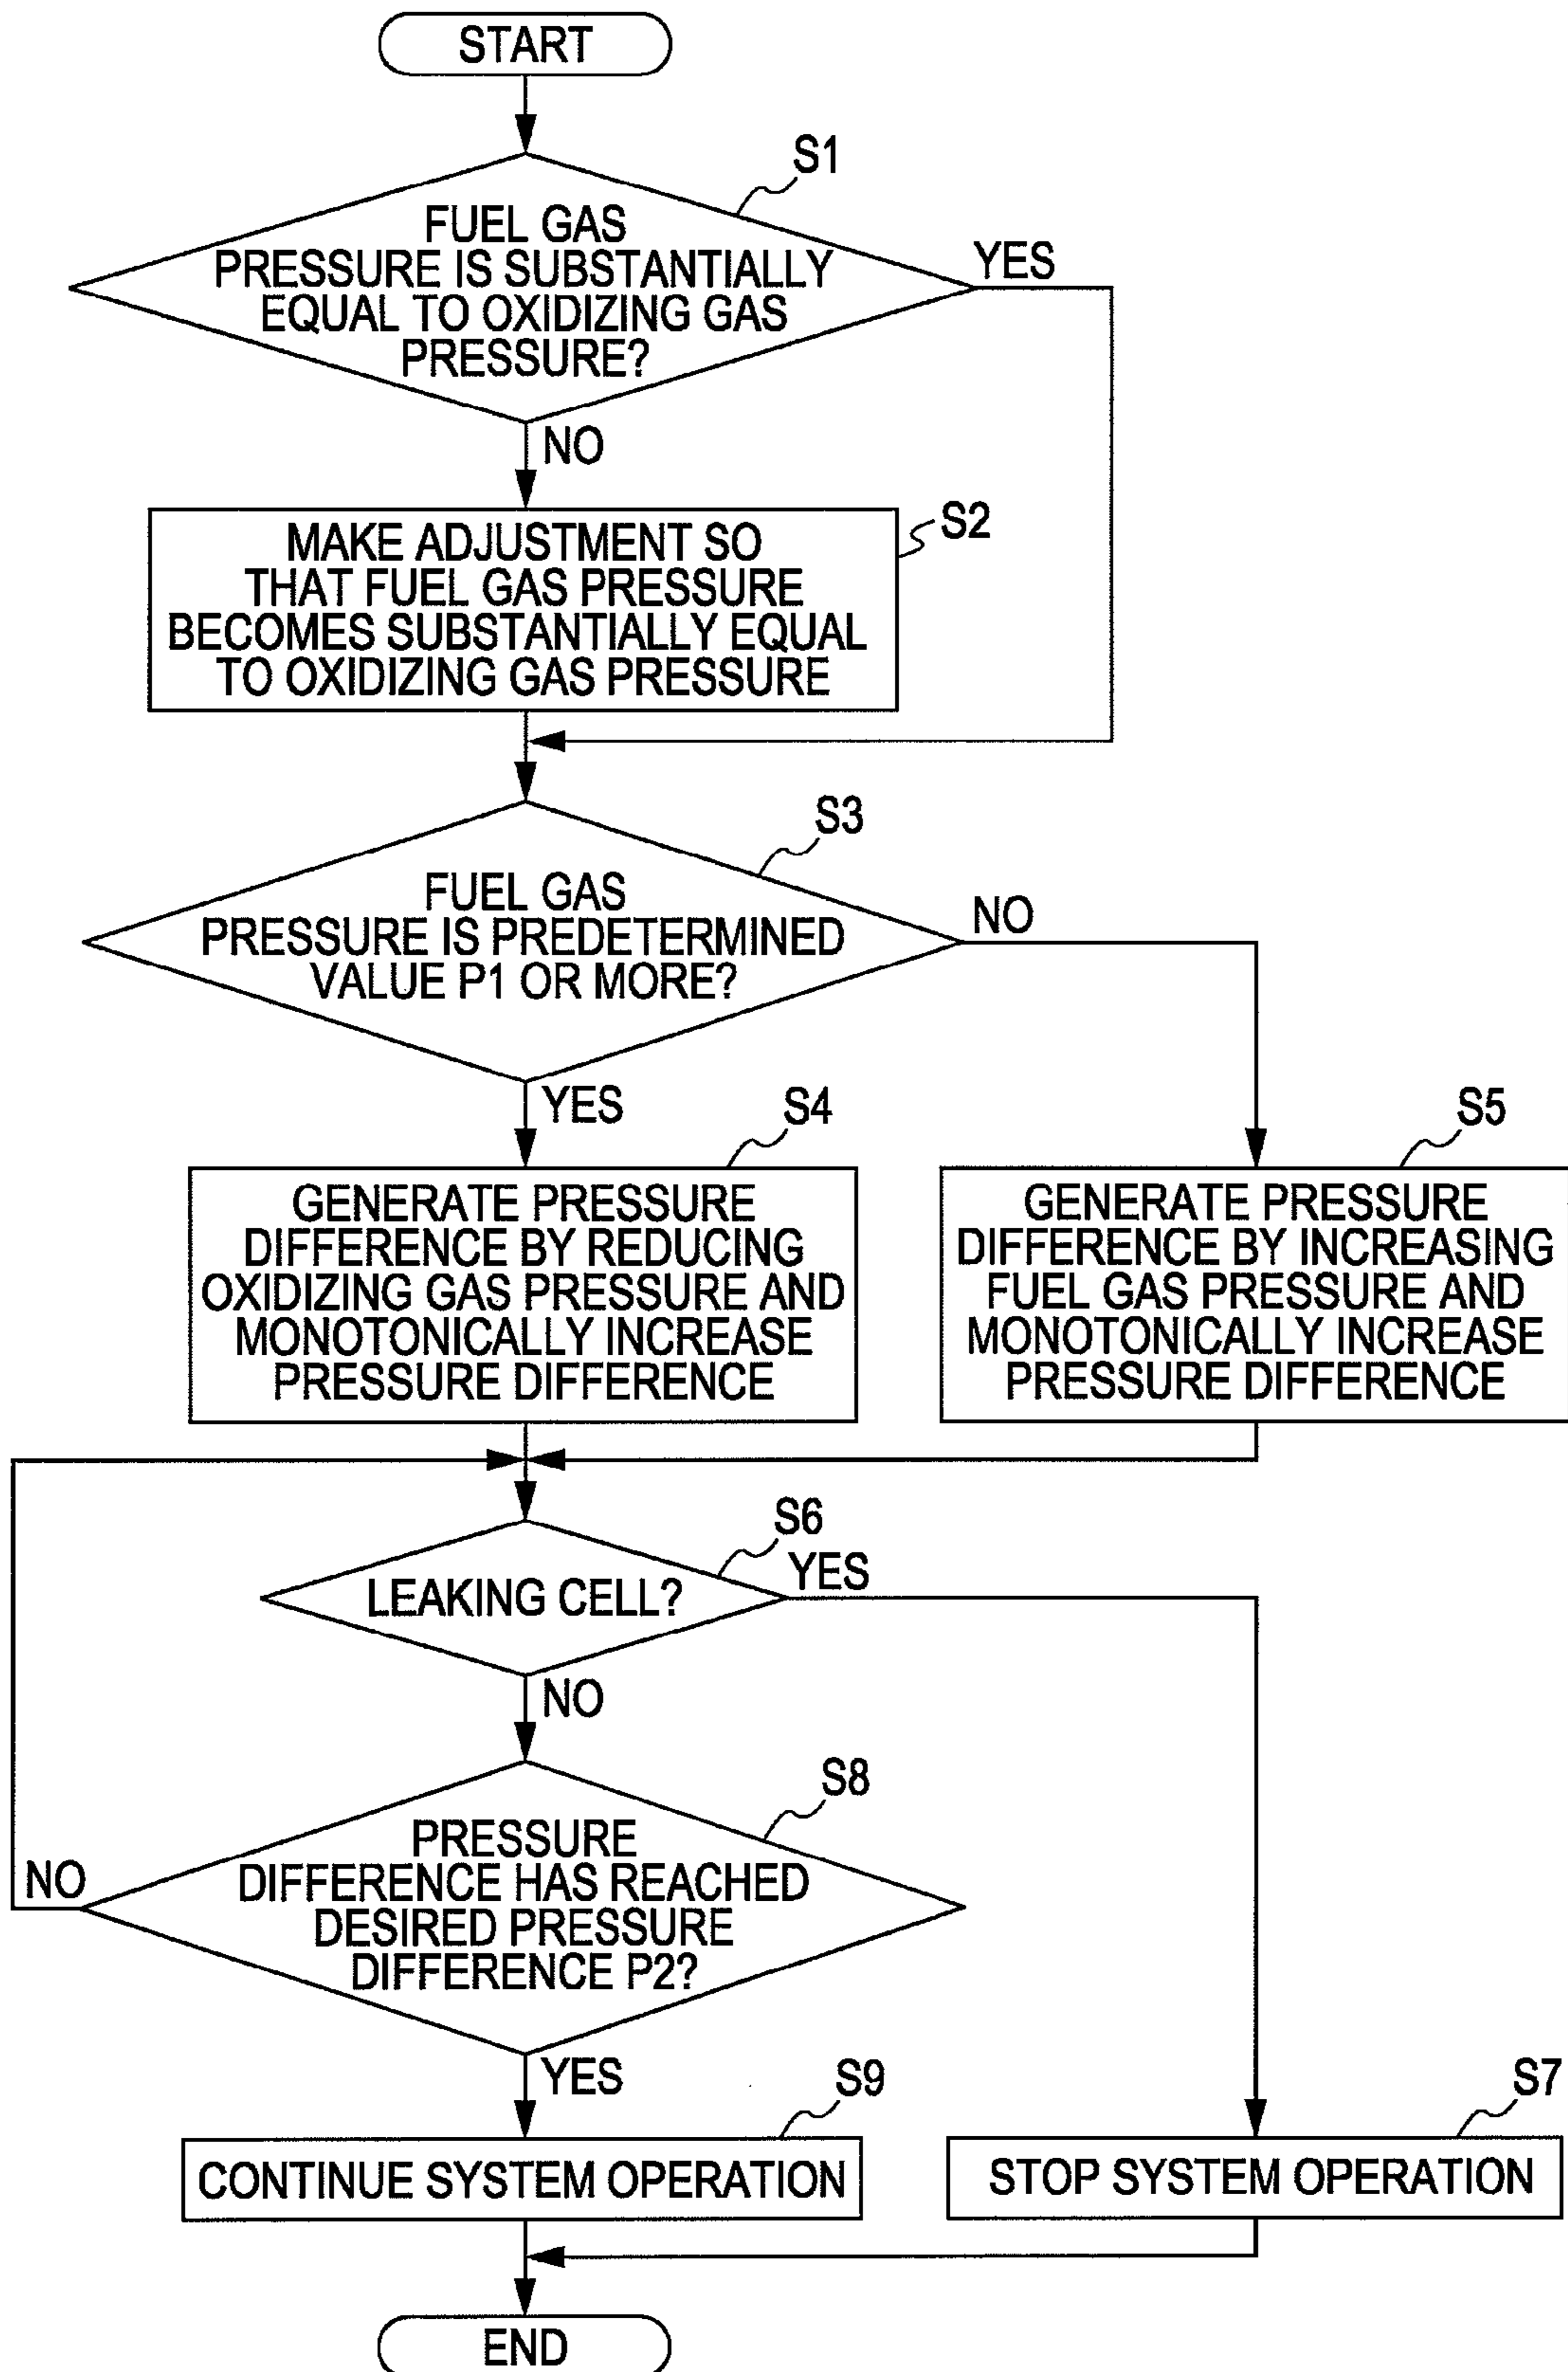 START
S1
FUEL GAS
PRESSURE IS SUBSTANTIALLY
EQUAL TO OXIDIZING GAS
PRESSURE?
YES
NO
S2
MAKE ADJUSTMENT SO
THAT FUEL GAS PRESSURE
BECOMES SUBSTANTIALLY EQUAL
TO OXIDIZING GAS PRESSURE
S3
FUEL GAS
PRESSURE IS PREDETERMINED
VALUE P1 OR MORE?
NO
YES
S4
GENERATE PRESSURE
DIFFERENCE BY REDUCING
OXIDIZING GAS PRESSURE AND
MONOTONICALLY INCREASE
PRESSURE DIFFERENCE
S5
GENERATE PRESSURE
DIFFERENCE BY INCREASING
FUEL GAS PRESSURE AND
MONOTONICALLY INCREASE
PRESSURE DIFFERENCE
S6
LEAKING CELL?
YES
NO
S8
PRESSURE
DIFFERENCE HAS REACHED
DESIRED PRESSURE
DIFFERENCE P2?
NO
YES
S9
CONTINUE SYSTEM OPERATION
S7
STOP SYSTEM OPERATION
END